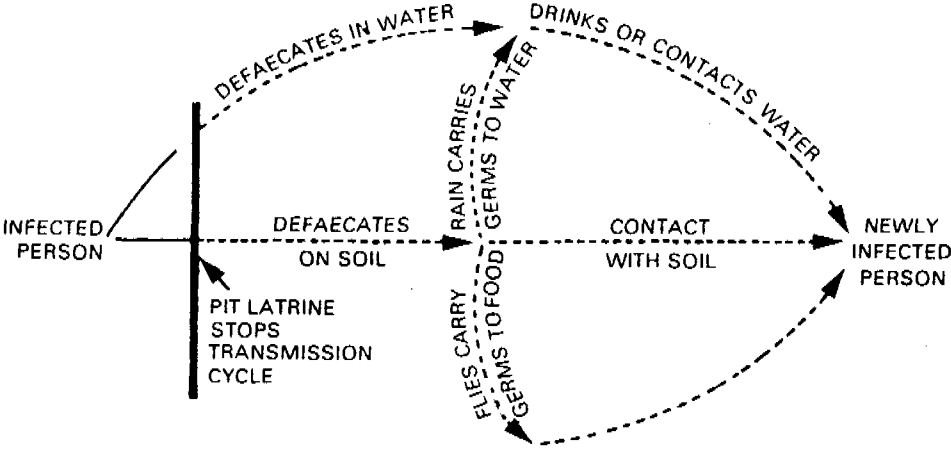 DEFAECATES IN WATER
DRINKS OR CONTACTS WATER
RAIN CARRIES
GERMS TO WATER
INFECTED
PERSON
DEFAECATES
ON SOIL
CONTACT
WITH SOIL
NEWLY
INFECTED
PERSON
PIT LATRINE
STOPS
TRANSMISSION
CYCLE
FLIES CARRY
GERMS TO FOOD